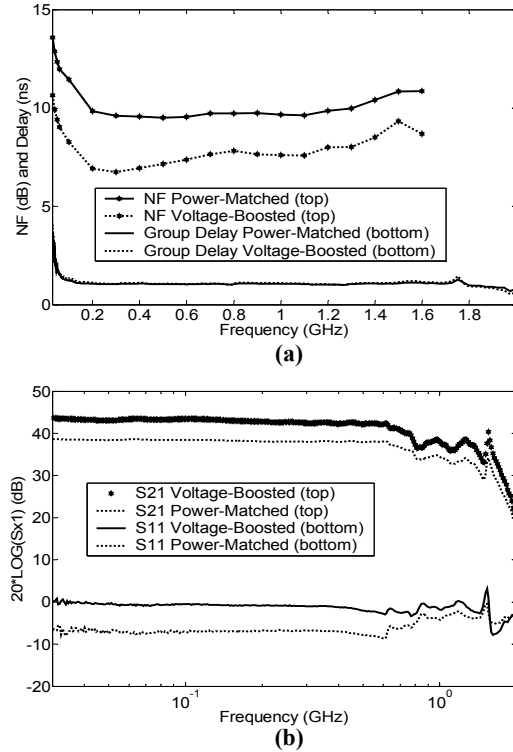 15
10
5
0
NF (dB) and Delay (ns)
NF Power-Matched (top)
NF Voltage-Boosted (top)
Group Delay Power-Matched (bottom)
Group Delay Voltage-Boosted (bottom)
0.2 0.4 0.6 0.8 1 1.2 1.4 1.6 1.8
Frequency (GHz)
(a)
50
40
30
20
10
0
-10
-20
20*LOG(Sx1) (dB)
S21 Voltage-Boosted (top)
S21 Power-Matched (top)
S11 Voltage-Boosted (bottom)
S11 Power-Matched (bottom)
10^-1 10^0
Frequency (GHz)
(b)